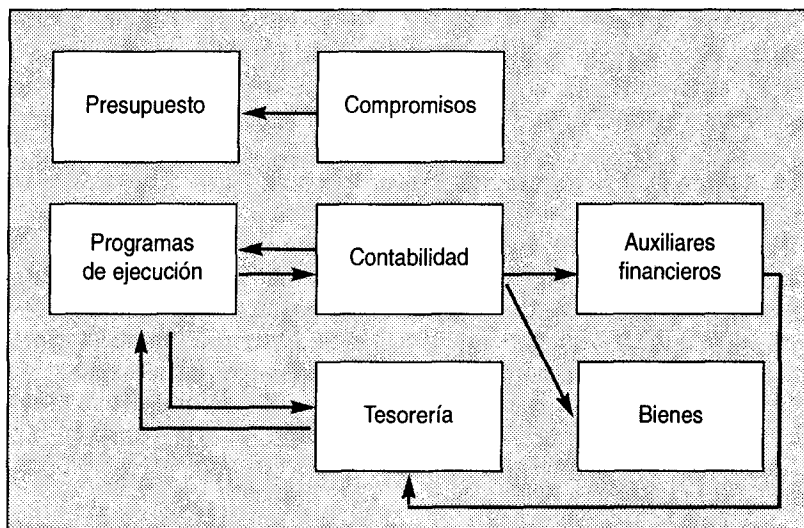 Presupuesto
Compromisos
Programas
de ejecución
Contabilidad
Auxiliares
financieros
Tesorería
Bienes